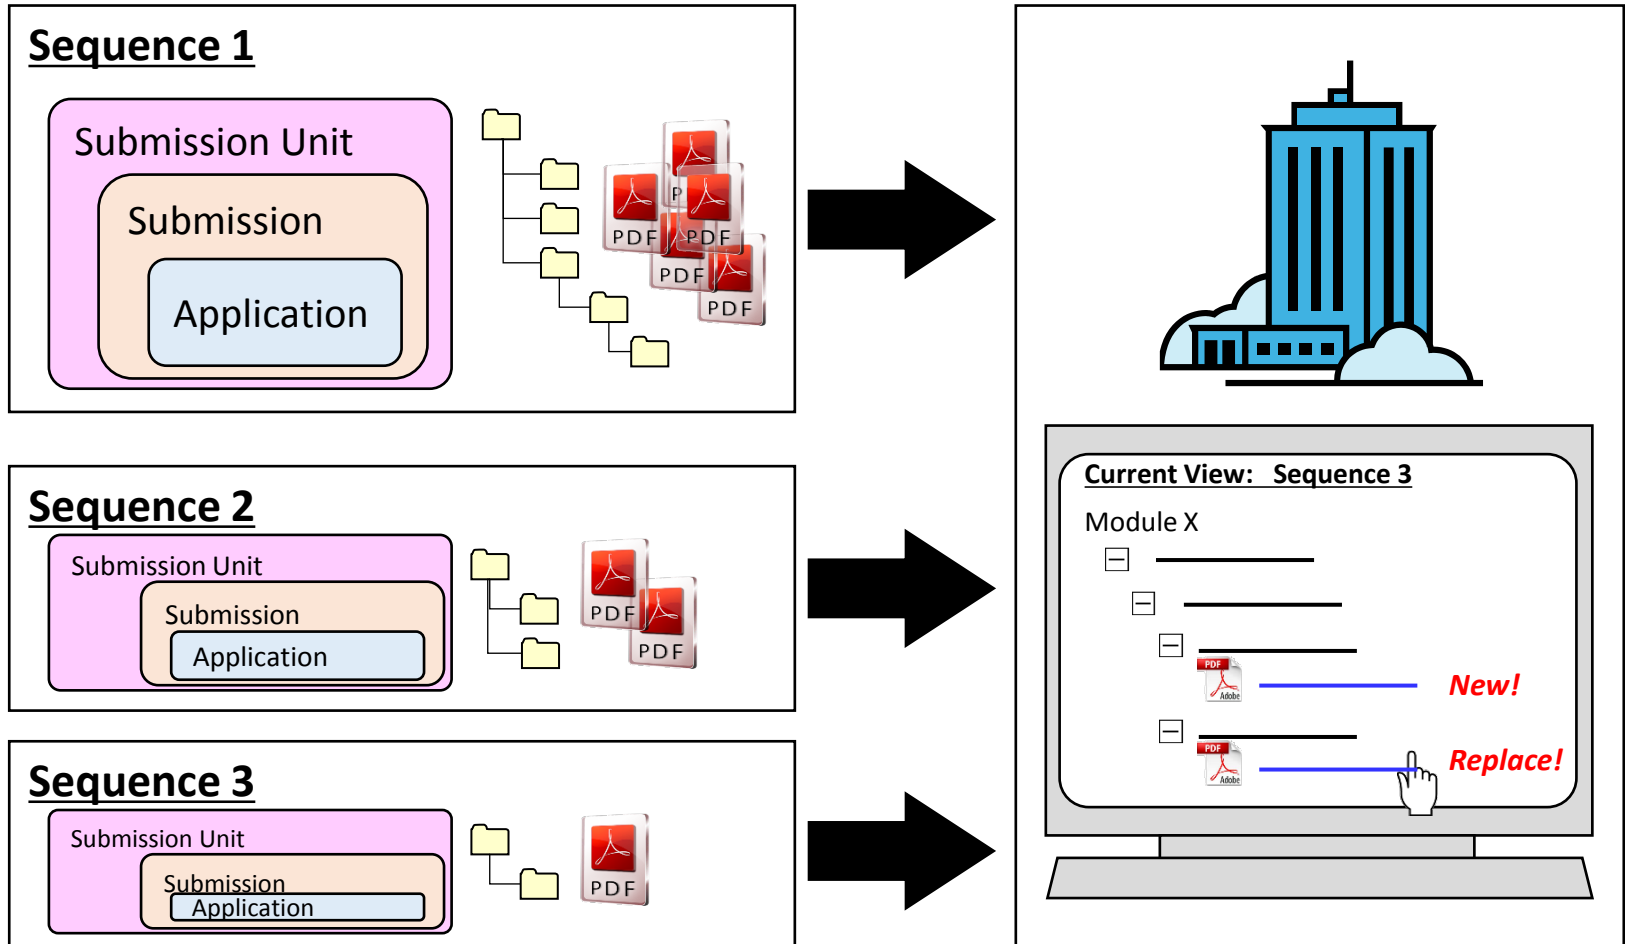 Sequence 1
Submission Unit
Submission
Application
P
PDF
PDF
PDF
PDF
Sequence 2
Submission Unit
Submission
Application
PDF
PDF
Sequence 3
Submission Unit
Submission
Application
PDF
Current View: Sequence 3
Module X
PDF
Adobe
New!
PDF
Adobe
Replace!